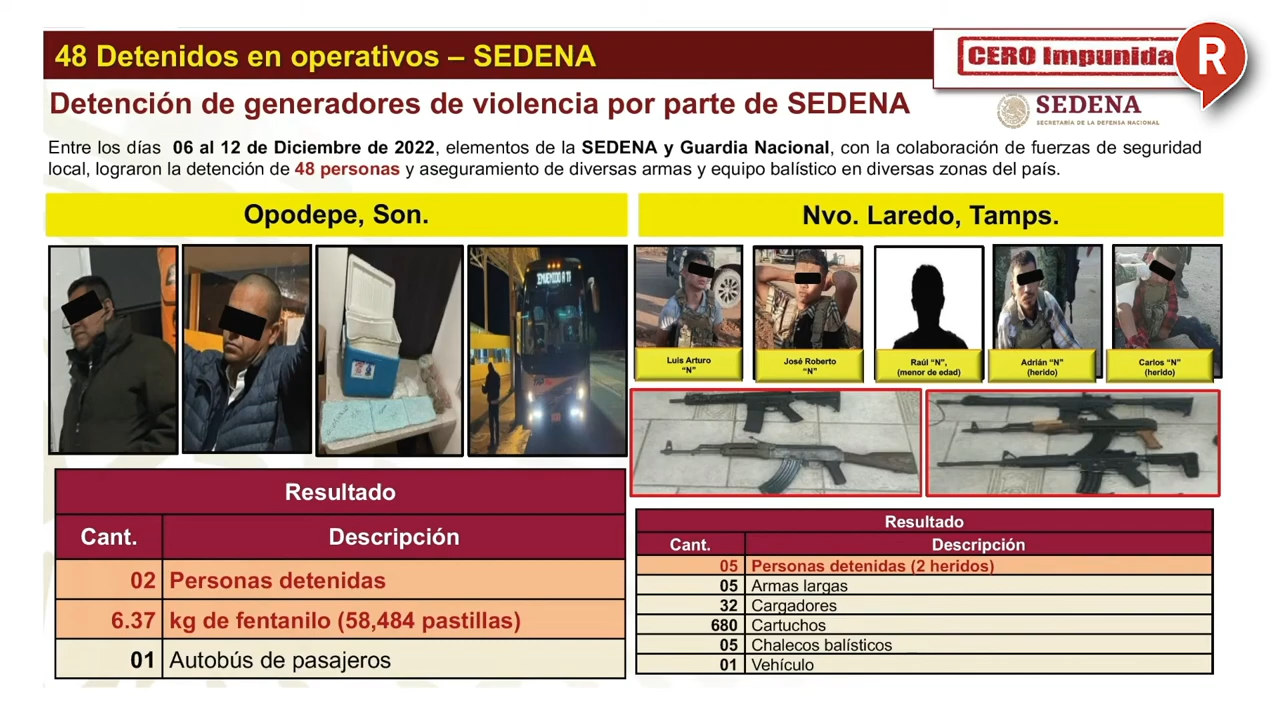 48 Detenidos en operativos – SEDENA
CERO Impunida
R
Detención de generadores de violencia por parte de SEDENA
SEDENA
SECRETARÍA DE LA DEFENSA NACIONAL
Entre los días 06 al 12 de Diciembre de 2022, elementos de la SEDENA y Guardia Nacional, con la colaboración de fuerzas de seguridad
local, lograron la detención de 48 personas y aseguramiento de diversas armas y equipo balístico en diversas zonas del país.
Opodepe, Son.
Resultado
Cant. Descripción
02 Personas detenidas
6.37 kg de fentanilo (58,484 pastillas)
01 Autobús de pasajeros
Nvo. Laredo, Tamps.
Luis Arturo
“N”
José Roberto
“N”
Raúl “N”,
(menor de edad)
Adrián “N”
(herido)
Carlos “N”
(herido)
Resultado
Cant. Descripción
05 Personas detenidas (2 heridos)
05 Armas largas
32 Cargadores
680 Cartuchos
05 Chalecos balísticos
01 Vehículo